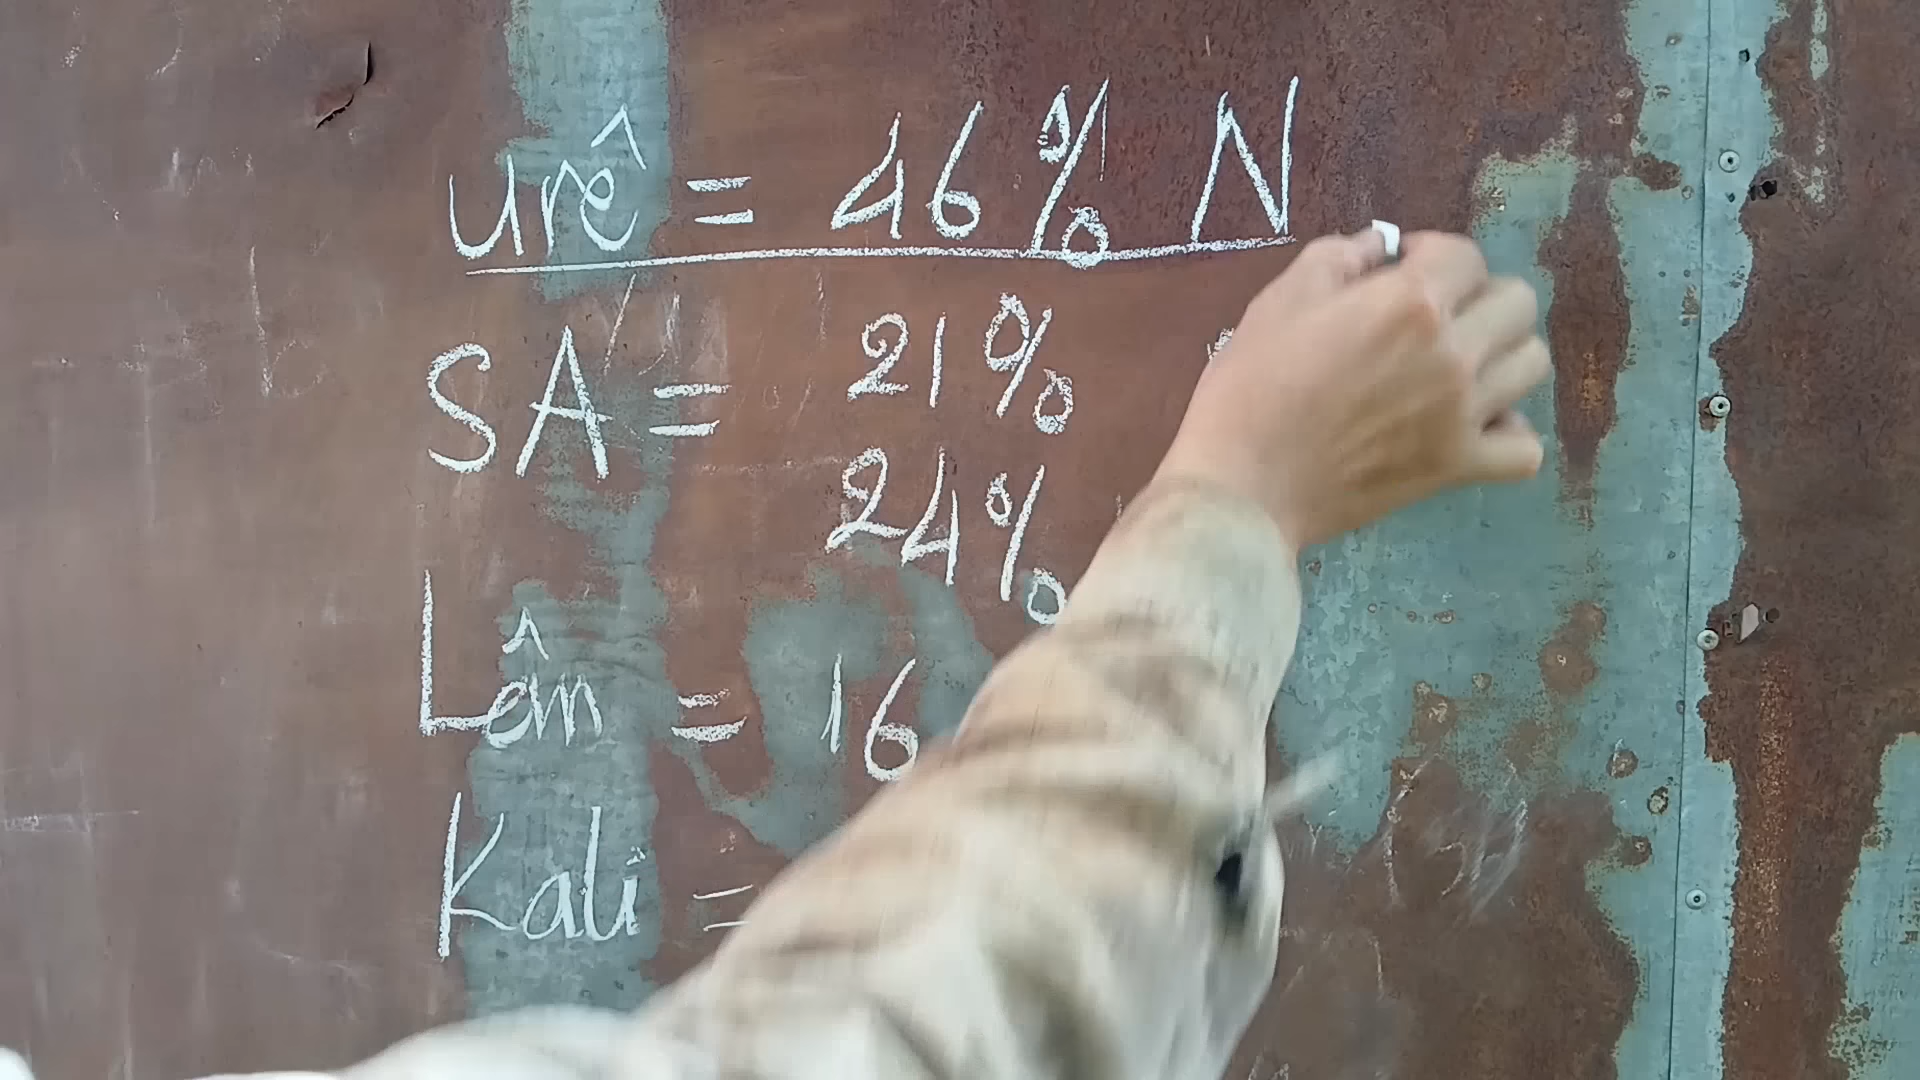 urê = 46% N
SA = 21%
24%
Lân = 16
Kali =